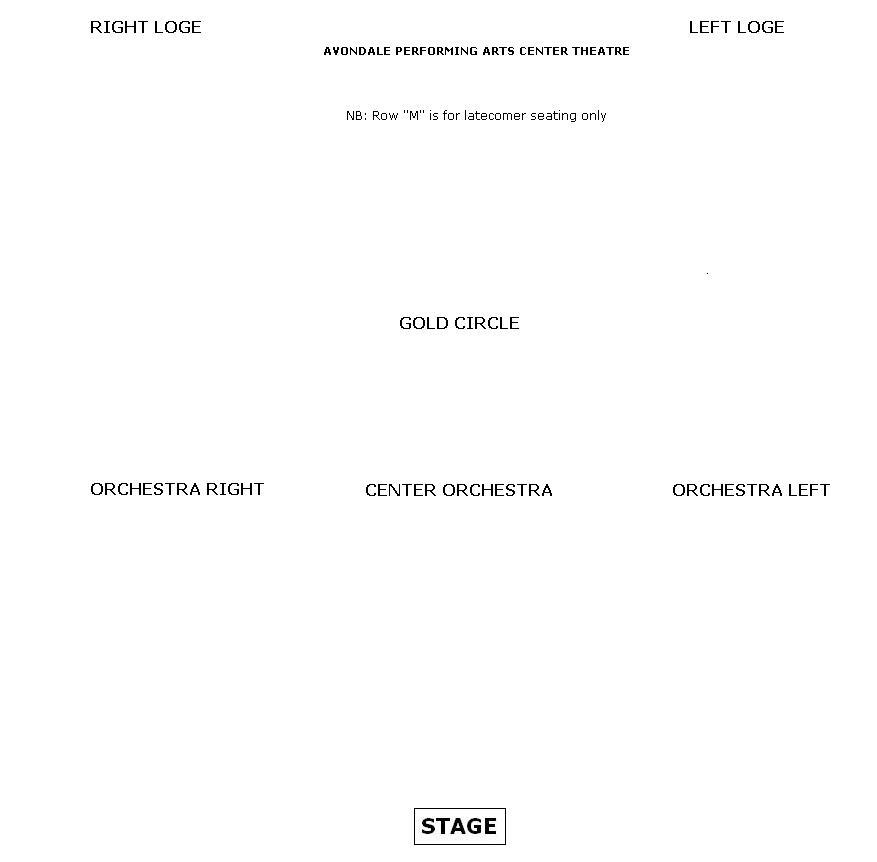 RIGHT LOGE
LEFT LOGE
AVONDALE PERFORMING ARTS CENTER THEATRE
NB: Row "M" is for latecomer seating only
GOLD CIRCLE
ORCHESTRA RIGHT
CENTER ORCHESTRA
ORCHESTRA LEFT
STAGE